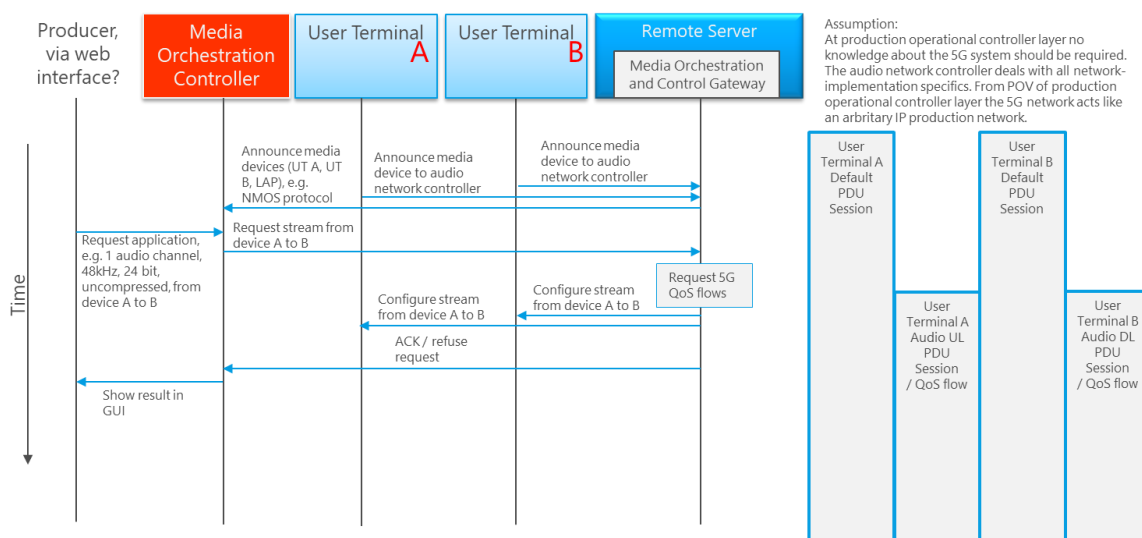 Producer,
via web
interface?
Media
Orchestration
Controller
User Terminal
A
User Terminal
B
Remote Server
Media Orchestration
and Control Gateway
Assumption:
At production operational controller layer no
knowledge about the 5G system should be required.
The audio network controller deals with all network-
implementation specifics. From POV of production
operational controller layer the 5G network acts like
an arbritary IP production network.
Time
Announce media
devices (UT A, UT
B, LAP), e.g.
NMOS protocol
Announce media
device to audio
network controller
Announce media
device to audio
network controller
Request application,
e.g. 1 audio channel,
48kHz, 24 bit,
uncompressed, from
device A to B
Request stream from
device A to B
Request 5G
QoS flows
Configure stream
from device A to B
Configure stream
from device A to B
ACK / refuse
request
Show result in
GUI
User
Terminal A
Default
PDU
Session
User
Terminal A
Audio UL
PDU
Session
/ QoS flow
User
Terminal B
Default
PDU
Session
User
Terminal B
Audio DL
PDU
Session
/ QoS flow